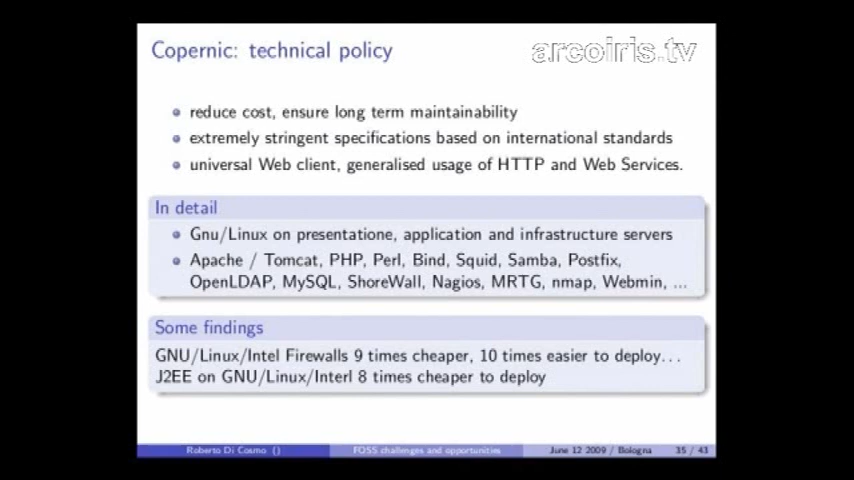 Copernic: technical policy
arcoiris.tv
reduce cost, ensure long term maintainability
extremely stringent specifications based on international standards
universal Web client, generalised usage of HTTP and Web Services.
In detail
Gnu/Linux on presentatione, application and infrastructure servers
Apache / Tomcat, PHP, Perl, Bind, Squid, Samba, Postfix,
OpenLDAP, MySQL, ShoreWall, Nagios, MRTG, nmap, Webmin, ...
Some findings
GNU/Linux/Intel Firewalls 9 times cheaper, 10 times easier to deploy...
J2EE on GNU/Linux/Interl 8 times cheaper to deploy
Roberto Di Cosmo () FOSS challenges and opportunities June 12 2009 / Bologna 35 / 43